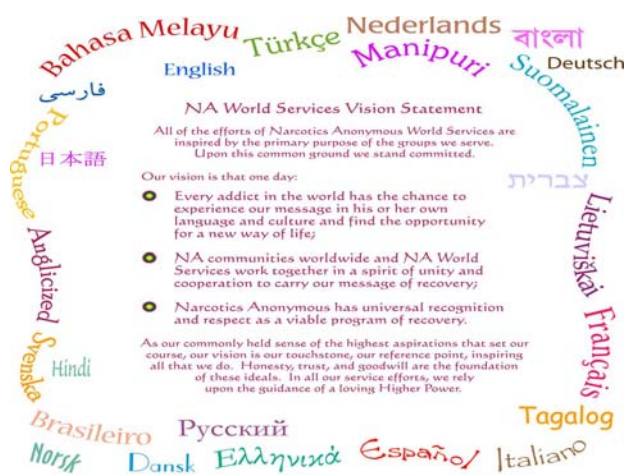 Bahasa Melayu
Türkçe
Nederlands
Manipuri
বাংলা
Deutsch
Suomalainen
English
فارسی
Portuguese
日本語
צברית
NA World Services Vision Statement
All of the efforts of Narcotics Anonymous World Services are
inspired by the primary purpose of the groups we serve.
Upon this common ground we stand committed.
Our vision is that one day:
Every addict in the world has the chance to
experience our message in his or her own
language and culture and find the opportunity
for a new way of life;
NA communities worldwide and NA World
Services work together in a spirit of unity and
cooperation to carry our message of recovery;
Narcotics Anonymous has universal recognition
and respect as a viable program of recovery.
As our commonly held sense of the highest aspirations that set our
course, our vision is our touchstone, our reference point, inspiring
all that we do. Honesty, trust, and goodwill are the foundation
of these ideals. In all our service efforts, we rely
upon the guidance of a loving Higher Power.
Anglicized
Lietuviškai
Svenska
Hindi
Français
Tagalog
Brasileiro
Русский
Norsk
Dansk
Ελληνικά
Español
Italiano